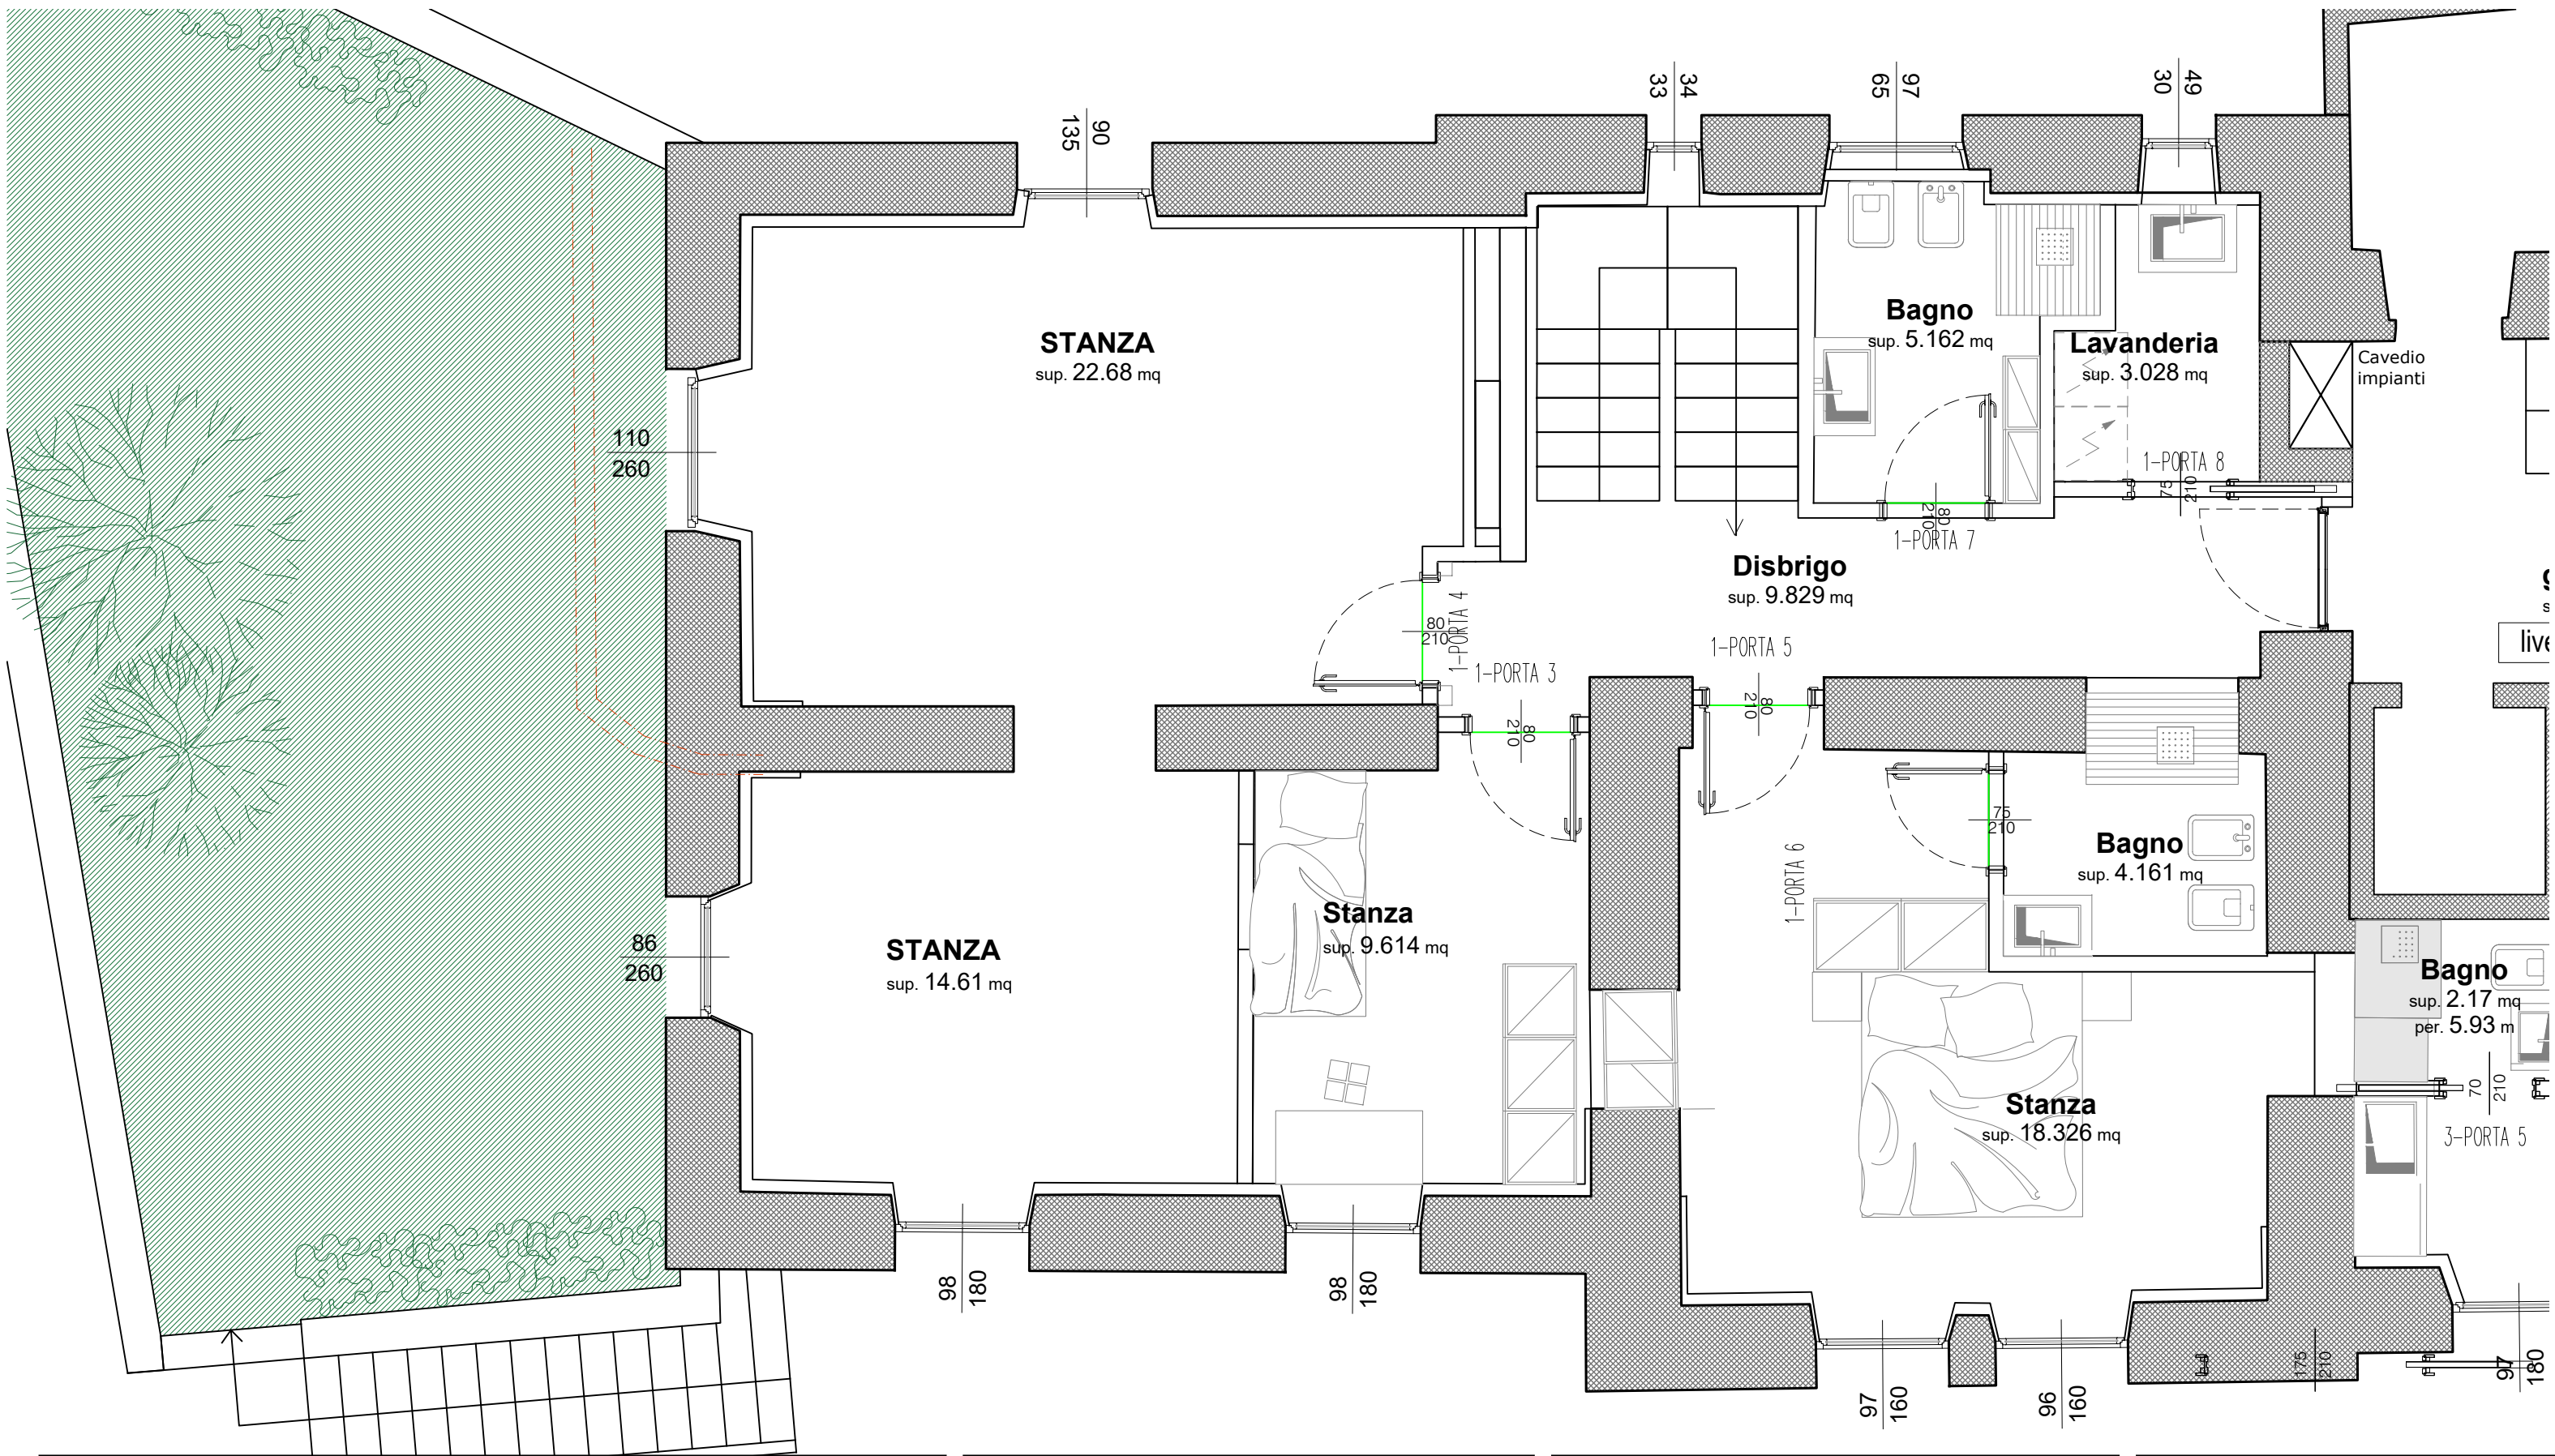 90
135
34
33
97
65
49
30
STANZA
sup. 22.68 mq
Bagno
sup. 5.162 mq
Lavanderia
sup. 3.028 mq
Cavedio
impianti
110
260
1-PORTA 8
75
210
80
210
1-PORTA 7
Disbrigo
sup. 9.829 mq
80
210
1-PORTA 4
1-PORTA 3
80
210
1-PORTA 5
80
210
75
210
1-PORTA 6
Bagno
sup. 4.161 mq
86
260
STANZA
sup. 14.61 mq
Stanza
sup. 9.614 mq
Bagno
sup. 2.17 mq
per. 5.93 m
70
210
3-PORTA 5
Stanza
sup. 18.326 mq
98
180
98
180
97
160
96
160
175
210
97
180